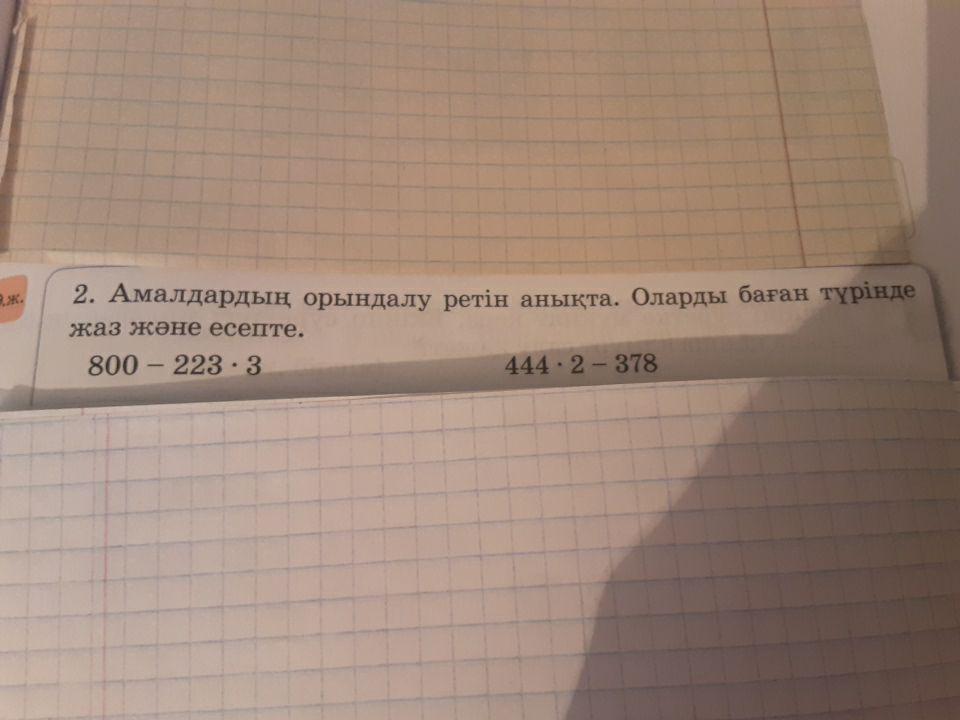 2. Амалдардың орындалу ретін анықта. Оларды баған түрінде
жаз және есепте.
800 – 223 · 3 444 · 2 – 378